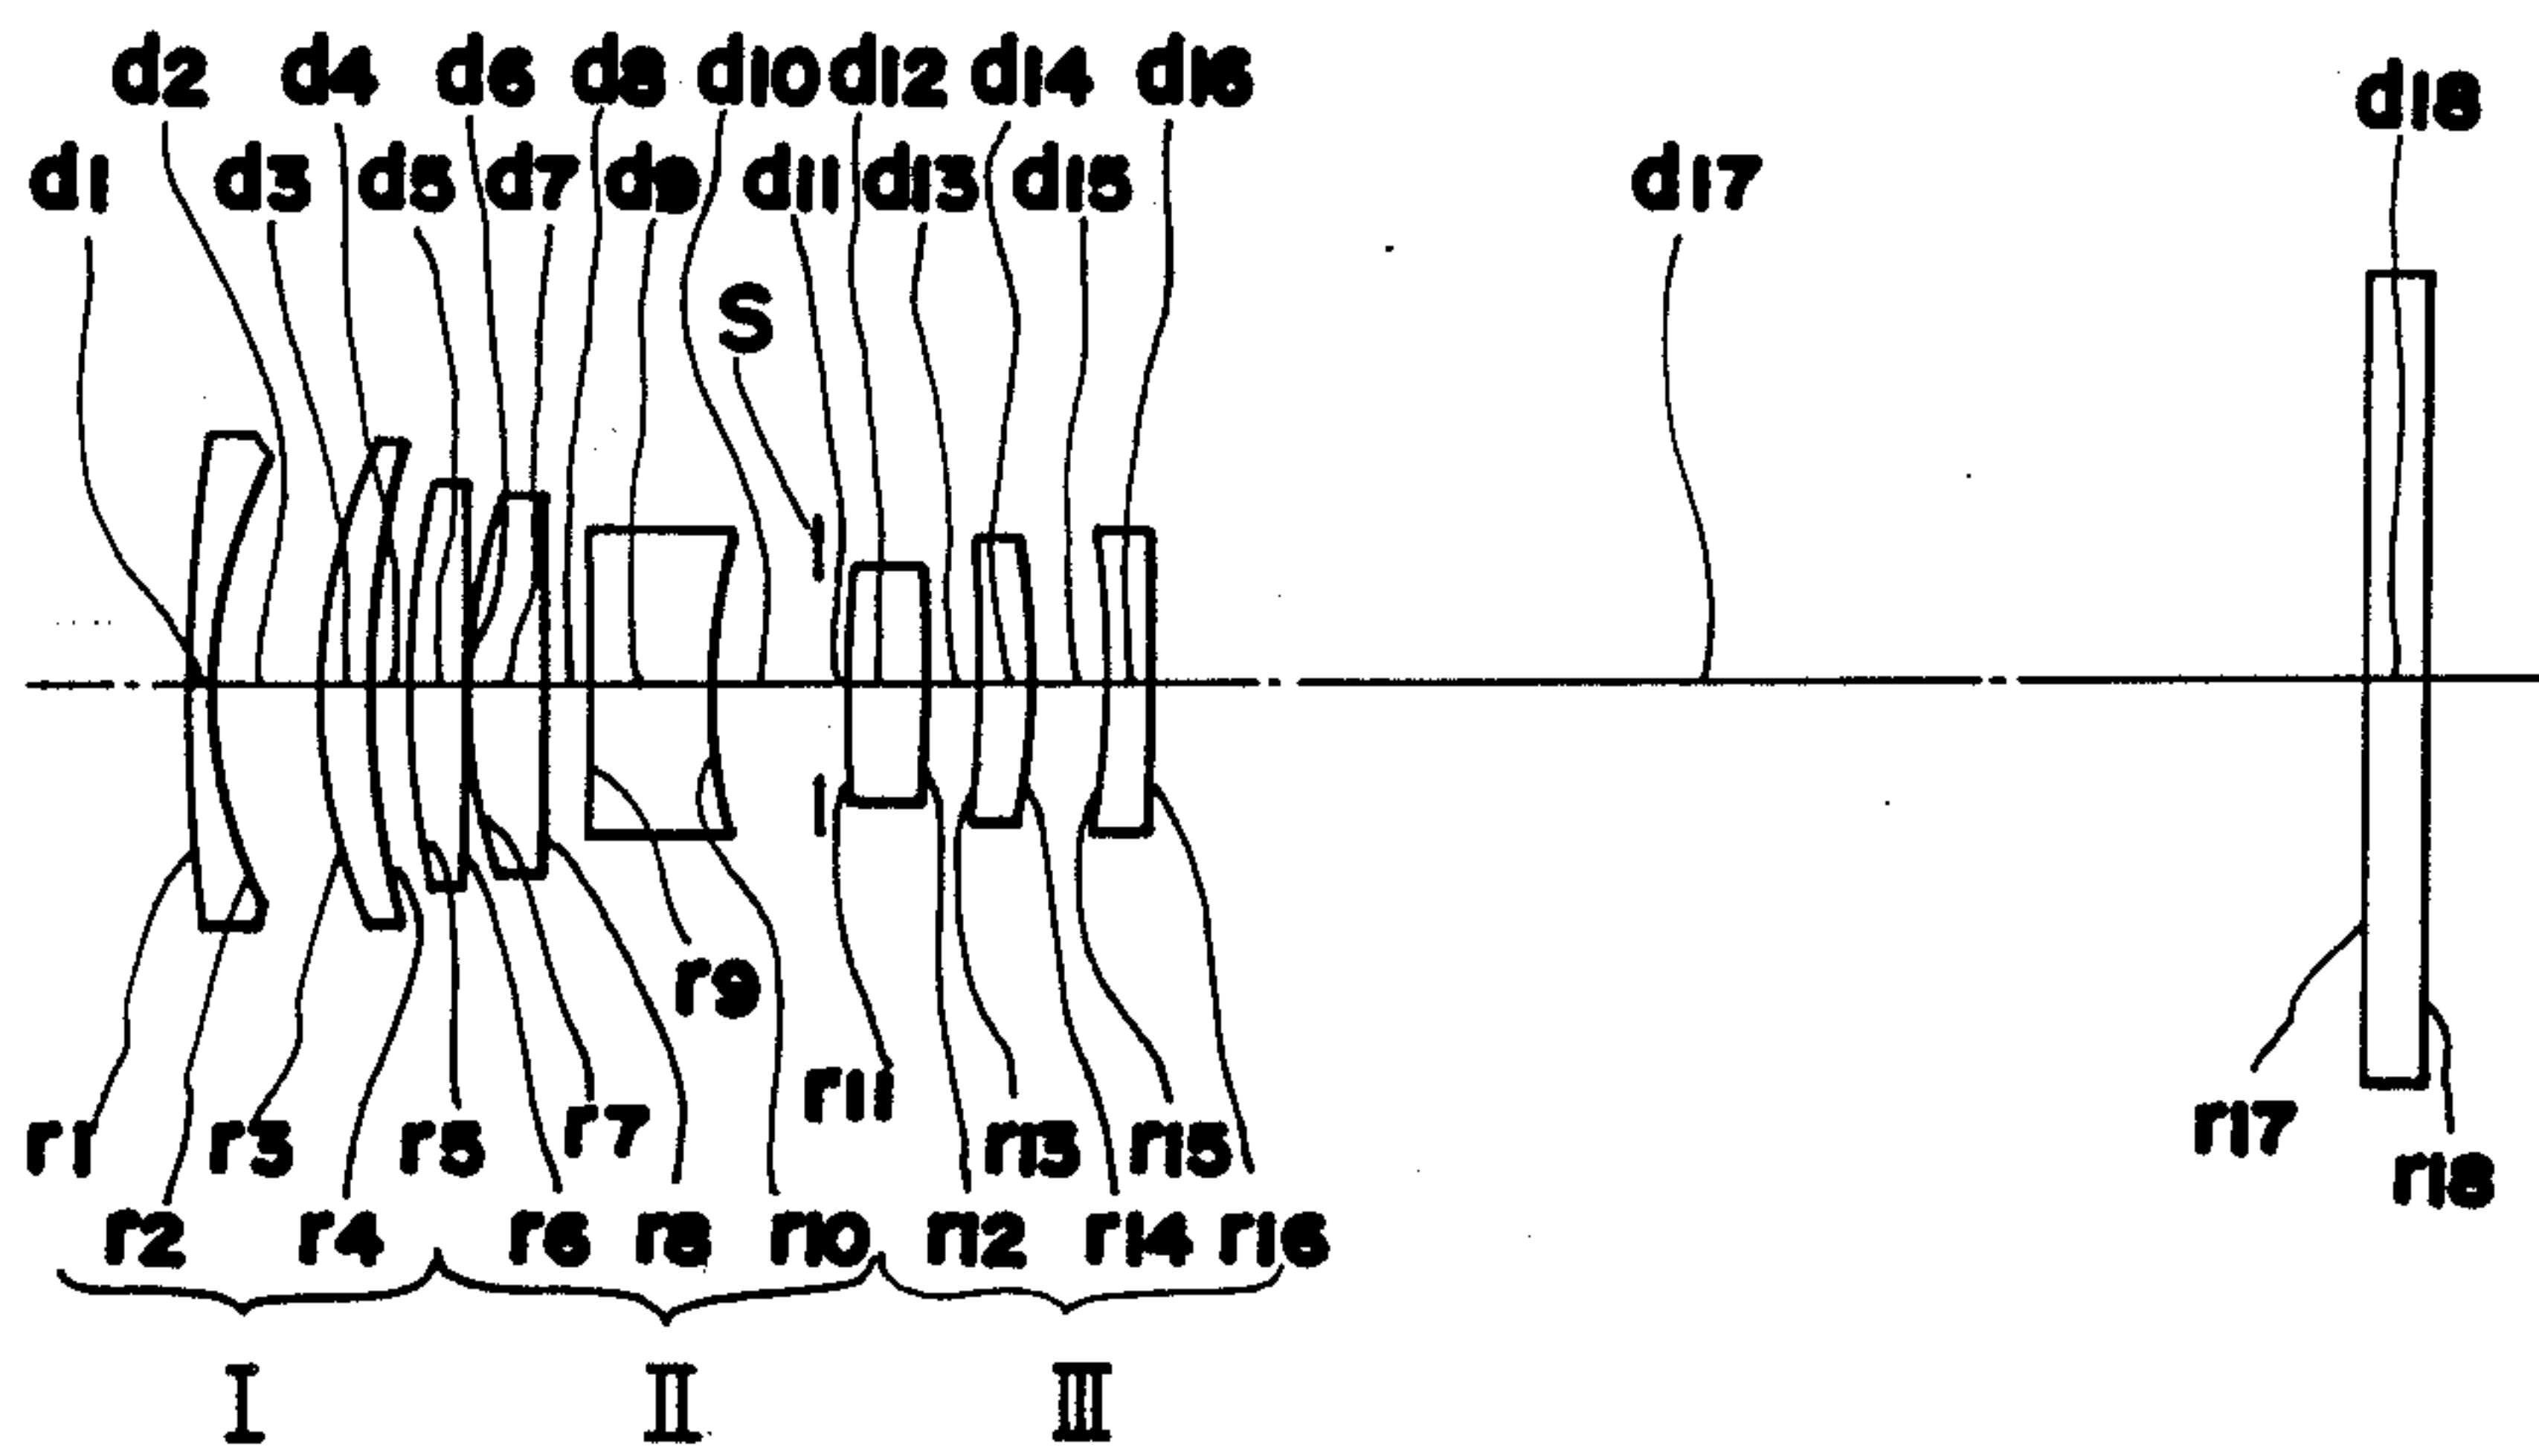 d2 d4 d6 d8 d10 d12 d14 d16 d18
d1 d3 d5 d7 d9 d11 d13 d15 d17
S
r9
r11
r1 r3 r5 r7 r13 r15 r17
r2 r4 r6 r8 r10 r12 r14 r16 r18
I II III